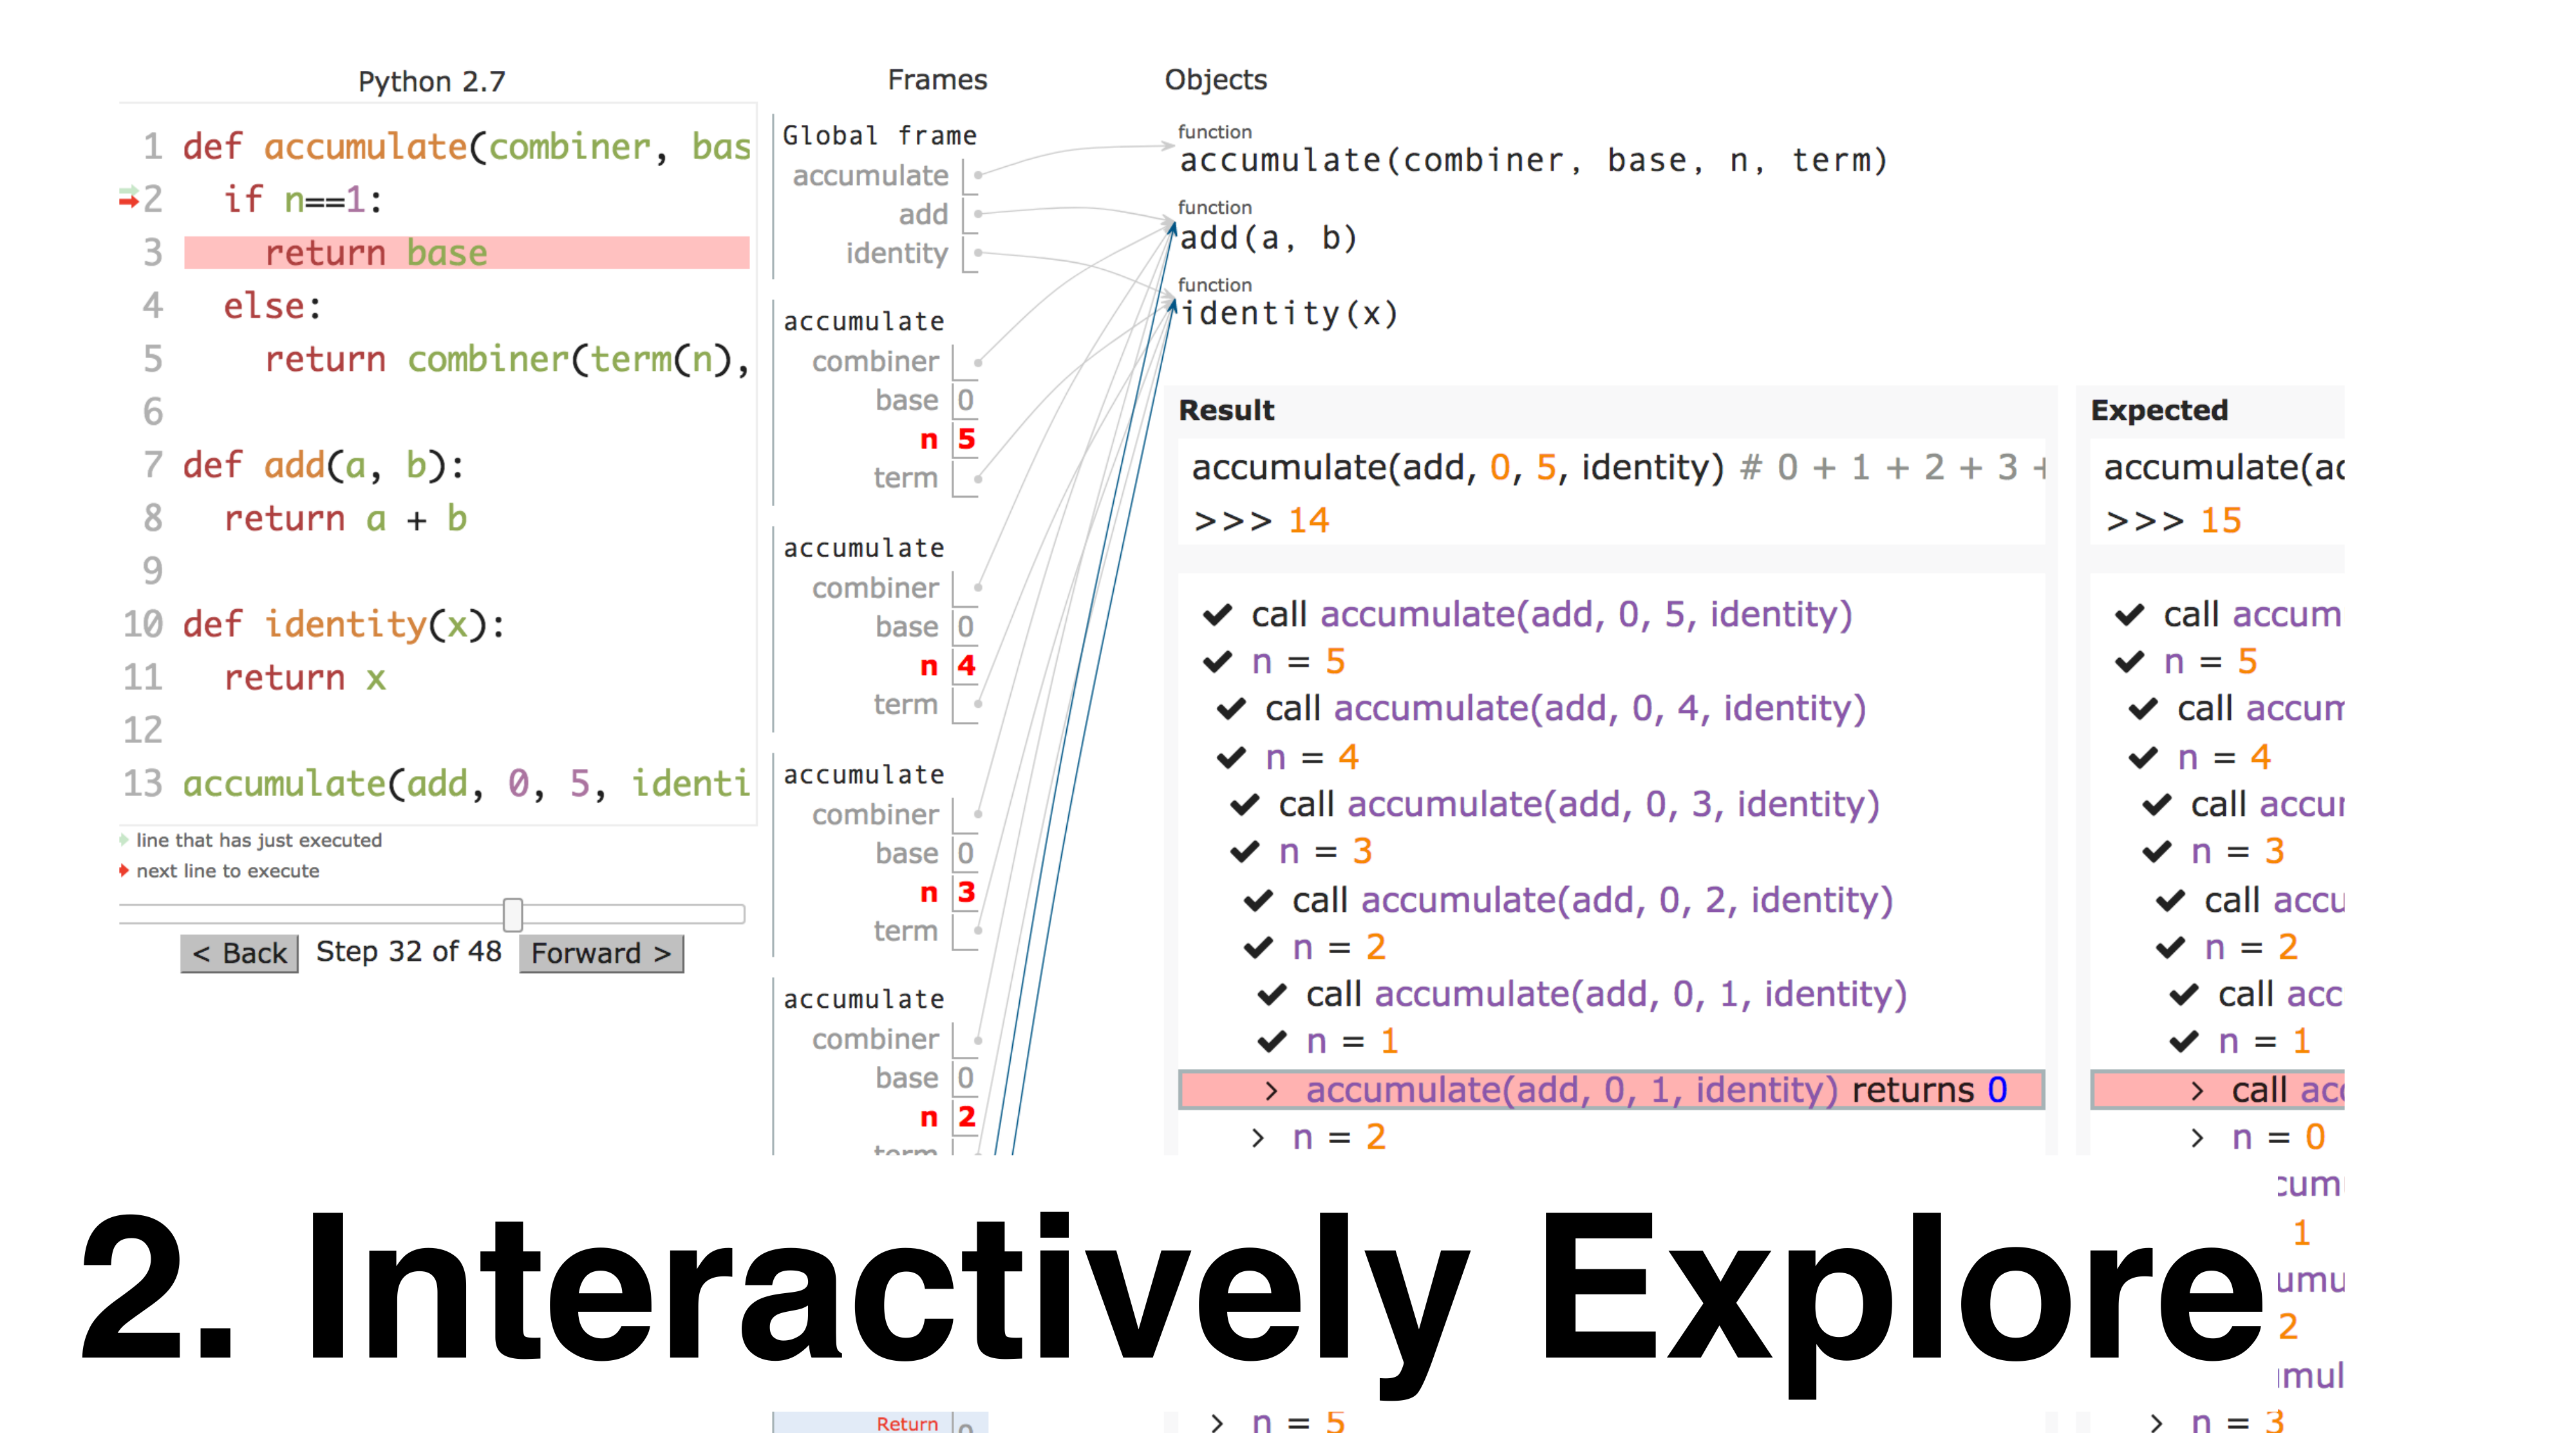 Python 2.7
1 def accumulate(combiner, bas
2 if n==1:
3 return base
4 else:
5 return combiner(term(n),
6
7 def add(a, b):
8 return a + b
9
10 def identity(x):
11 return x
12
13 accumulate(add, 0, 5, identi
line that has just executed
next line to execute
< Back Step 32 of 48 Forward >
Frames
Global frame
accumulate
add
identity
accumulate
combiner
base 0
n 5
term
accumulate
combiner
base 0
n 4
term
accumulate
combiner
base 0
n 3
term
accumulate
combiner
base 0
n 2
term
Return
Objects
function
accumulate(combiner, base, n, term)
function
add(a, b)
function
identity(x)
Result
accumulate(add, 0, 5, identity) # 0 + 1 + 2 + 3 +
>>> 14
call accumulate(add, 0, 5, identity)
n = 5
call accumulate(add, 0, 4, identity)
n = 4
call accumulate(add, 0, 3, identity)
n = 3
call accumulate(add, 0, 2, identity)
n = 2
call accumulate(add, 0, 1, identity)
n = 1
> accumulate(add, 0, 1, identity) returns 0
> n = 2
> n = 5
Expected
accumulate(ad
>>> 15
call accum
n = 5
call accum
n = 4
call accur
n = 3
call accu
n = 2
call acc
n = 1
> call acc
> n = 0
cum
1
umu
2
mul
> n = 3
2. Interactively Explore